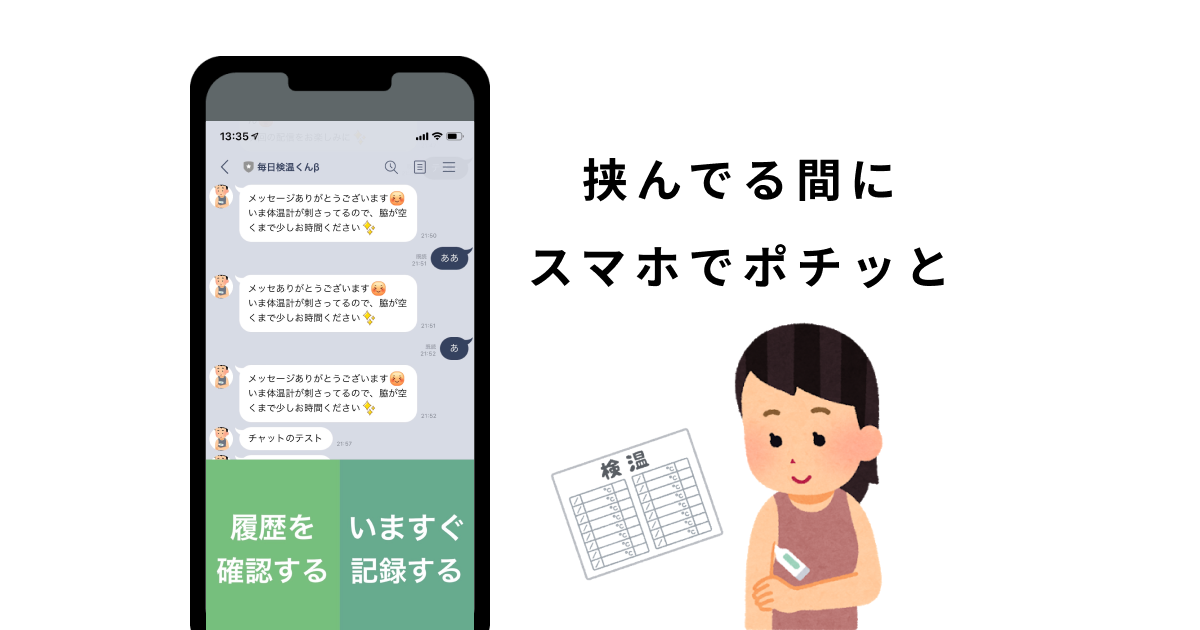 13:35
毎日検温くんβ
メッセージありがとうございます
いま体温計が刺さってるので、脇が空
くまで少しお時間ください
21:50
ああ
既読
21:51
メッセありがとうございます
いま体温計が刺さってるので、脇が空
くまで少しお時間ください
21:51
あ
既読
21:52
メッセージありがとうございます
いま体温計が刺さってるので、脇が空
くまで少しお時間ください
21:52
チャットのテスト
21:57
履歴を
確認する
いますぐ
記録する
挟んでる間に
スマホでポチッと
検温